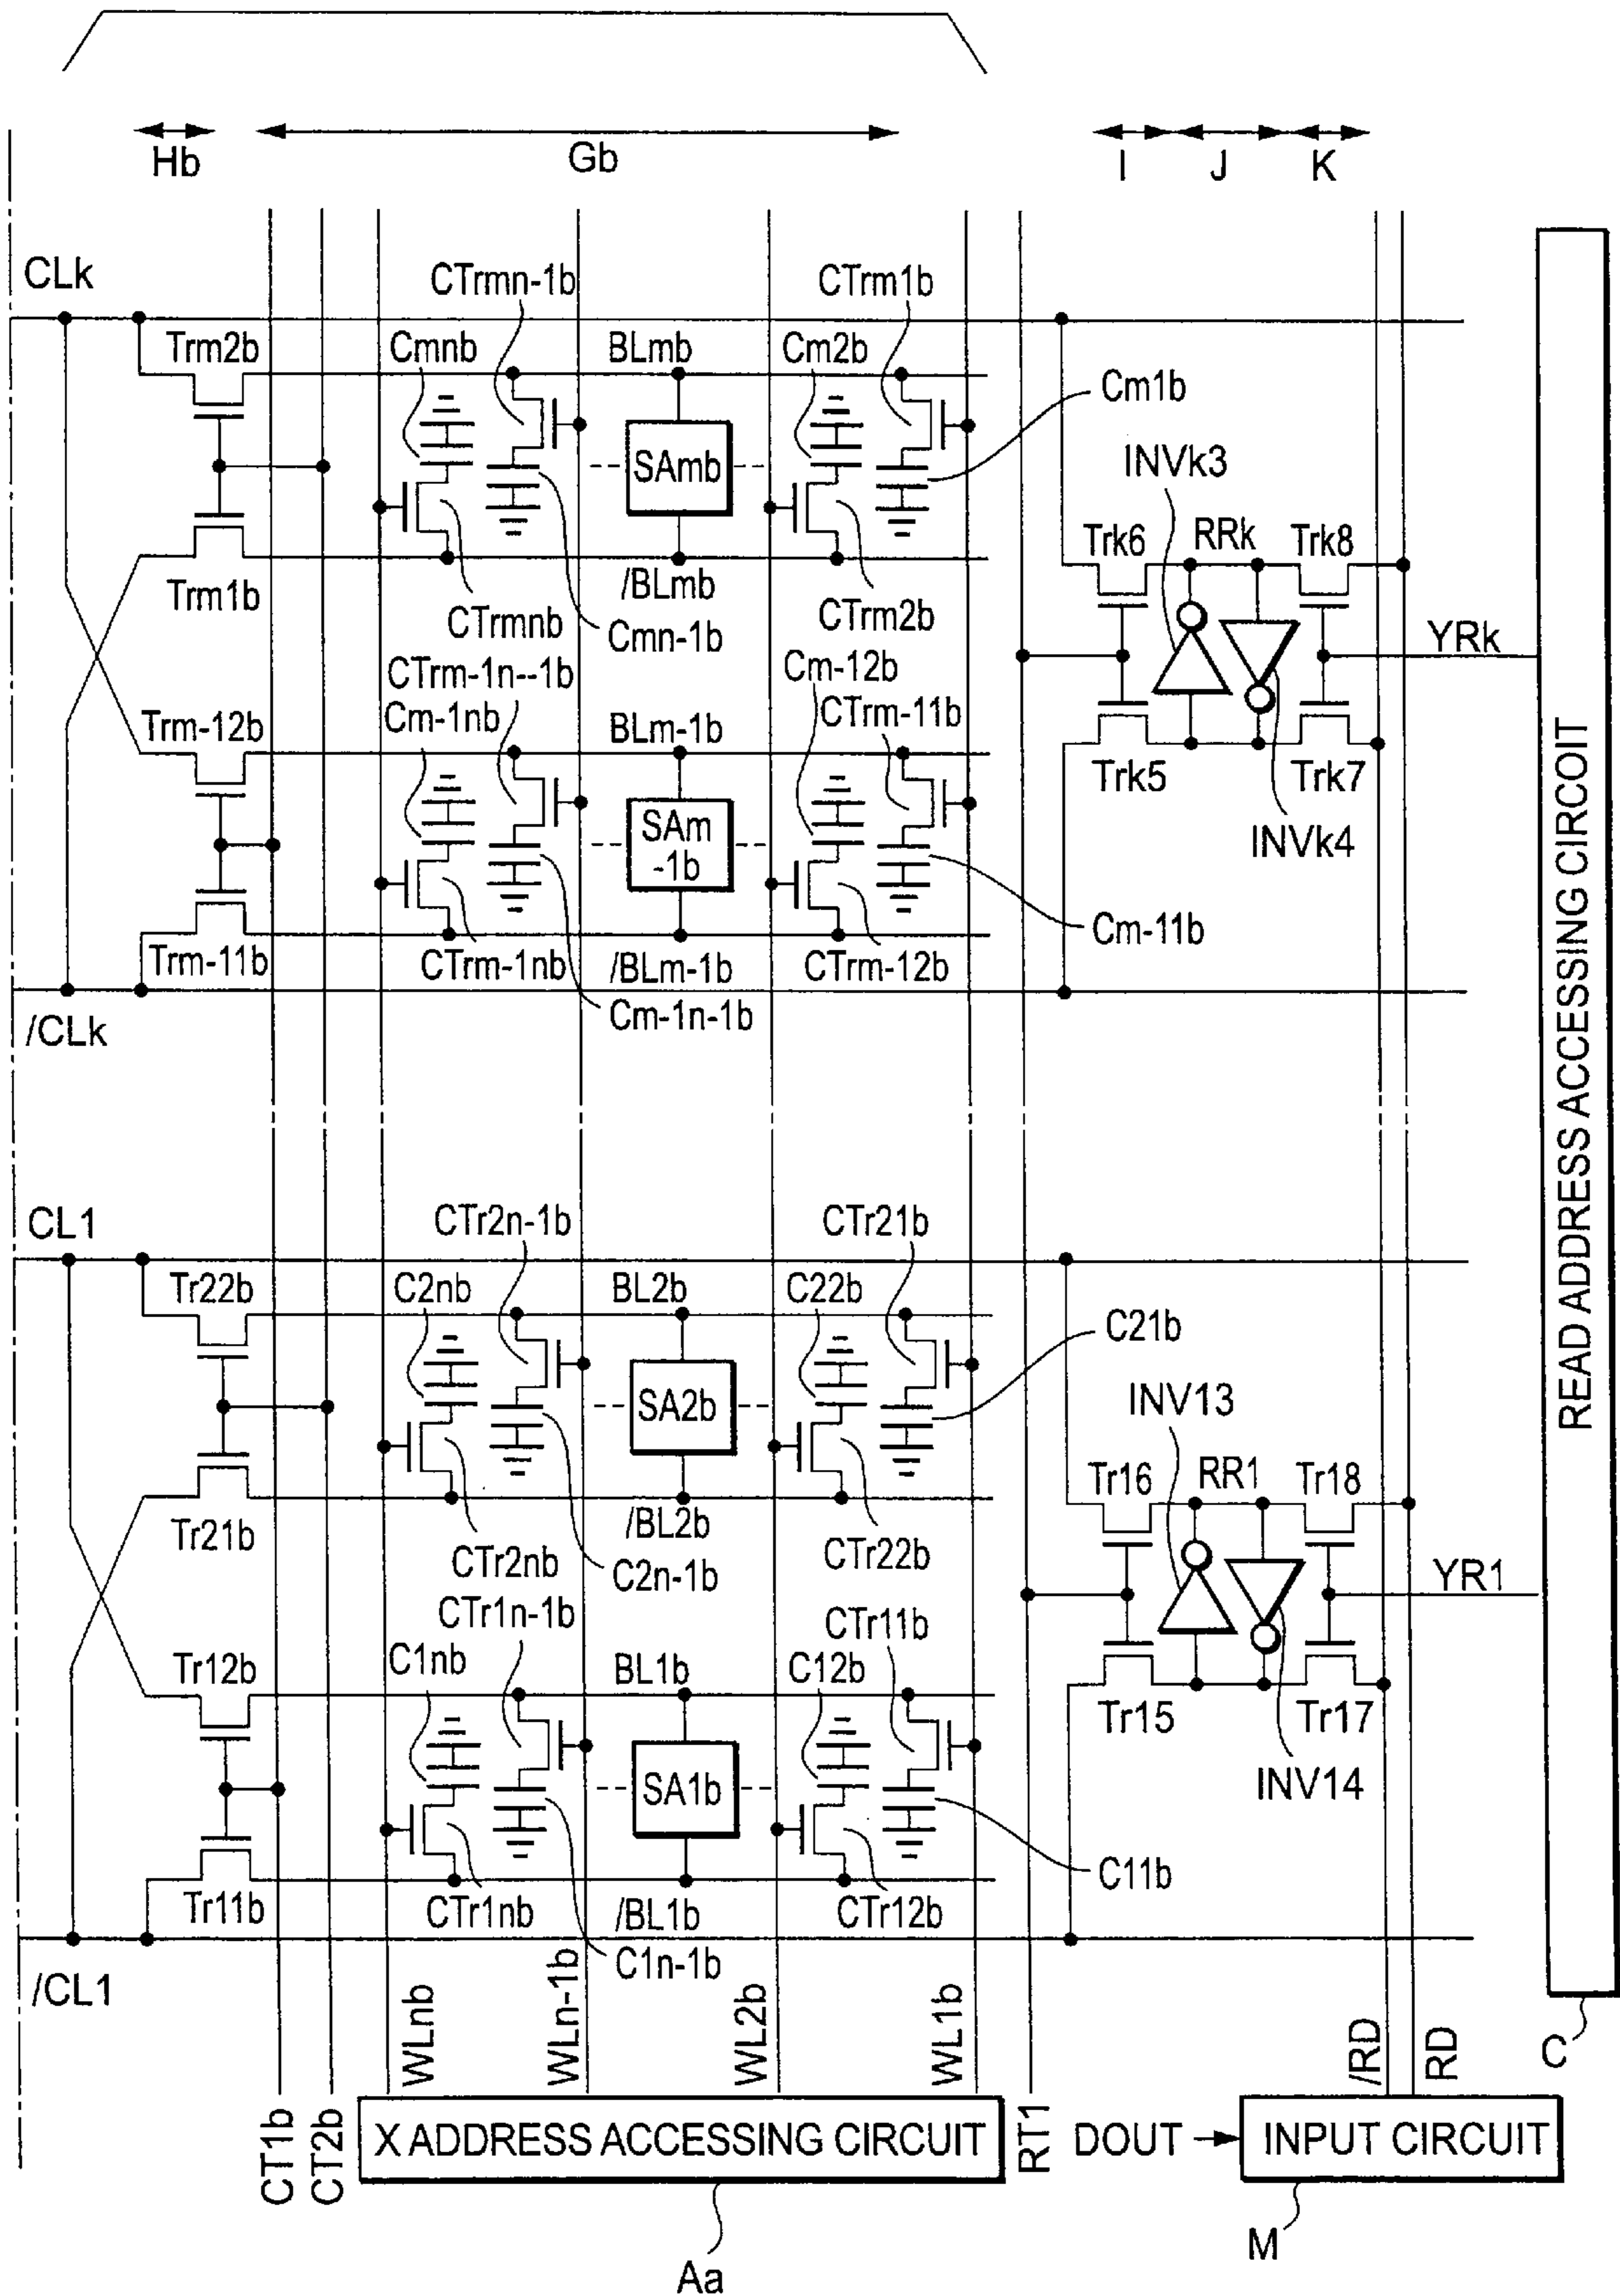 Hb
Gb
I
J
K
CLk
CTrmn-1b
CTrm1b
Trm2b
Cmnb
BLmb
Cm2b
Cm1b
INVk3
SAmb
Trk6
RRk
Trk8
Trm1b
/BLmb
CTrmnb
Cmn-1b
CTrm2b
YRk
CTrm-1n--1b
Cm-12b
Cm-1nb
CTrm-11b
Trm-12b
BLm-1b
Trk5
Trk7
SAm
-1b
INVk4
Trm-11b
CTrm-1nb
/BLm-1b
CTrm-12b
Cm-11b
Cm-1n-1b
/CLk
READ ADDRESS ACCESSING CIRCOIT
CL1
CTr2n-1b
CTr21b
Tr22b
C2nb
BL2b
C22b
C21b
INV13
SA2b
Tr16
RR1
Tr18
Tr21b
/BL2b
CTr2nb
C2n-1b
CTr22b
YR1
CTr1n-1b
CTr11b
Tr12b
C1nb
BL1b
C12b
Tr15
Tr17
SA1b
INV14
Tr11b
CTr1nb
/BL1b
CTr12b
C11b
C1n-1b
/CL1
WLnb
WLn-1b
WL2b
WL1b
/RD
RD
C
CT1b
CT2b
X ADDRESS ACCESSING CIRCUIT
RT1
DOUT
INPUT CIRCUIT
Aa
M